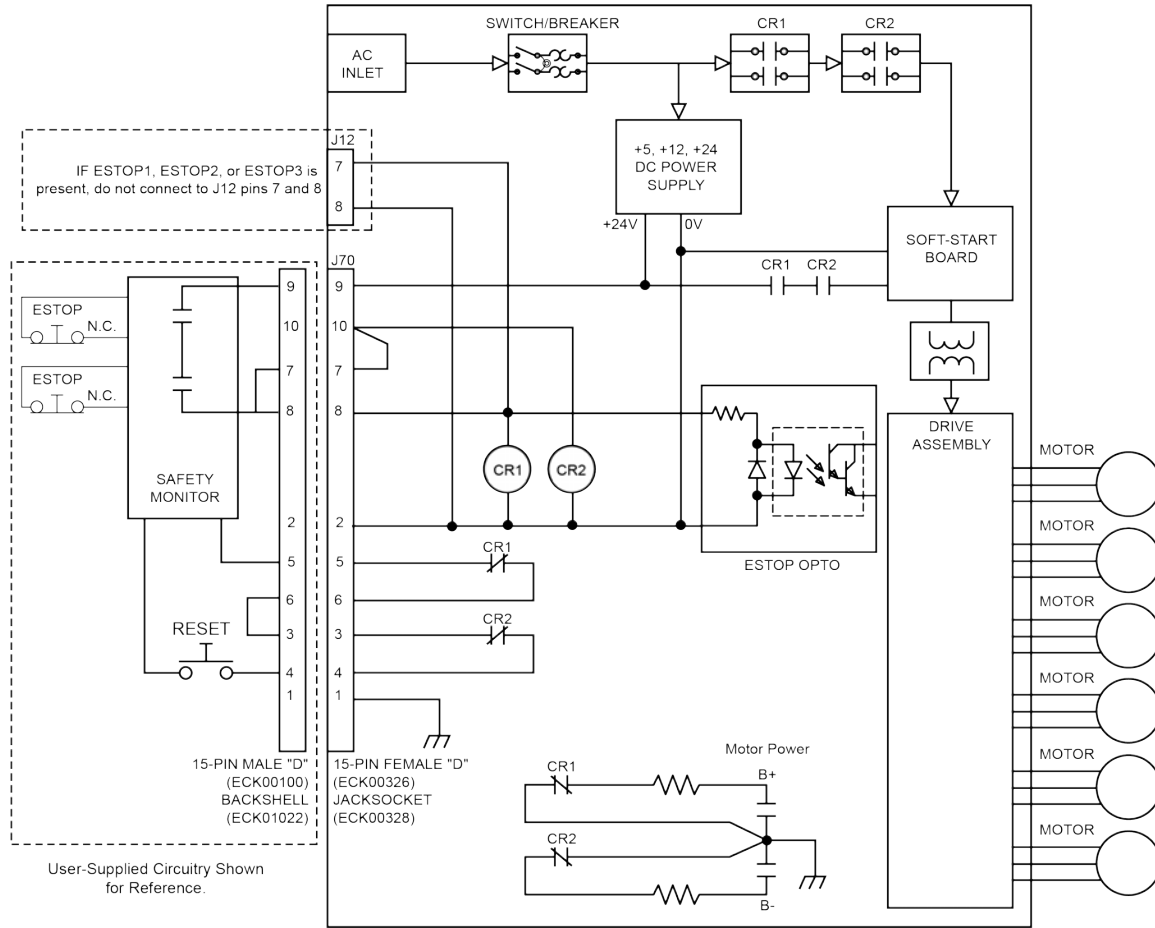 SWITCH/BREAKER
CR1
CR2
AC
INLET
J12
IF ESTOP1, ESTOP2, or ESTOP3 is
present, do not connect to J12 pins 7 and 8
7
8
+5, +12, +24
DC POWER
SUPPLY
+24V
0V
SOFT-START
BOARD
J70
CR1
CR2
ESTOP
N.C.
ESTOP
N.C.
SAFETY
MONITOR
RESET
9
10
7
8
2
5
6
3
4
1
9
10
7
8
2
5
6
3
4
1
CR1
CR2
CR1
CR2
ESTOP OPTO
DRIVE
ASSEMBLY
MOTOR
MOTOR
MOTOR
MOTOR
MOTOR
MOTOR
15-PIN MALE "D"
(ECK00100)
BACKSHELL
(ECK01022)
15-PIN FEMALE "D"
(ECK00326)
JACKSOCKET
(ECK00328)
Motor Power
CR1
B+
CR2
B-
User-Supplied Circuitry Shown
for Reference.